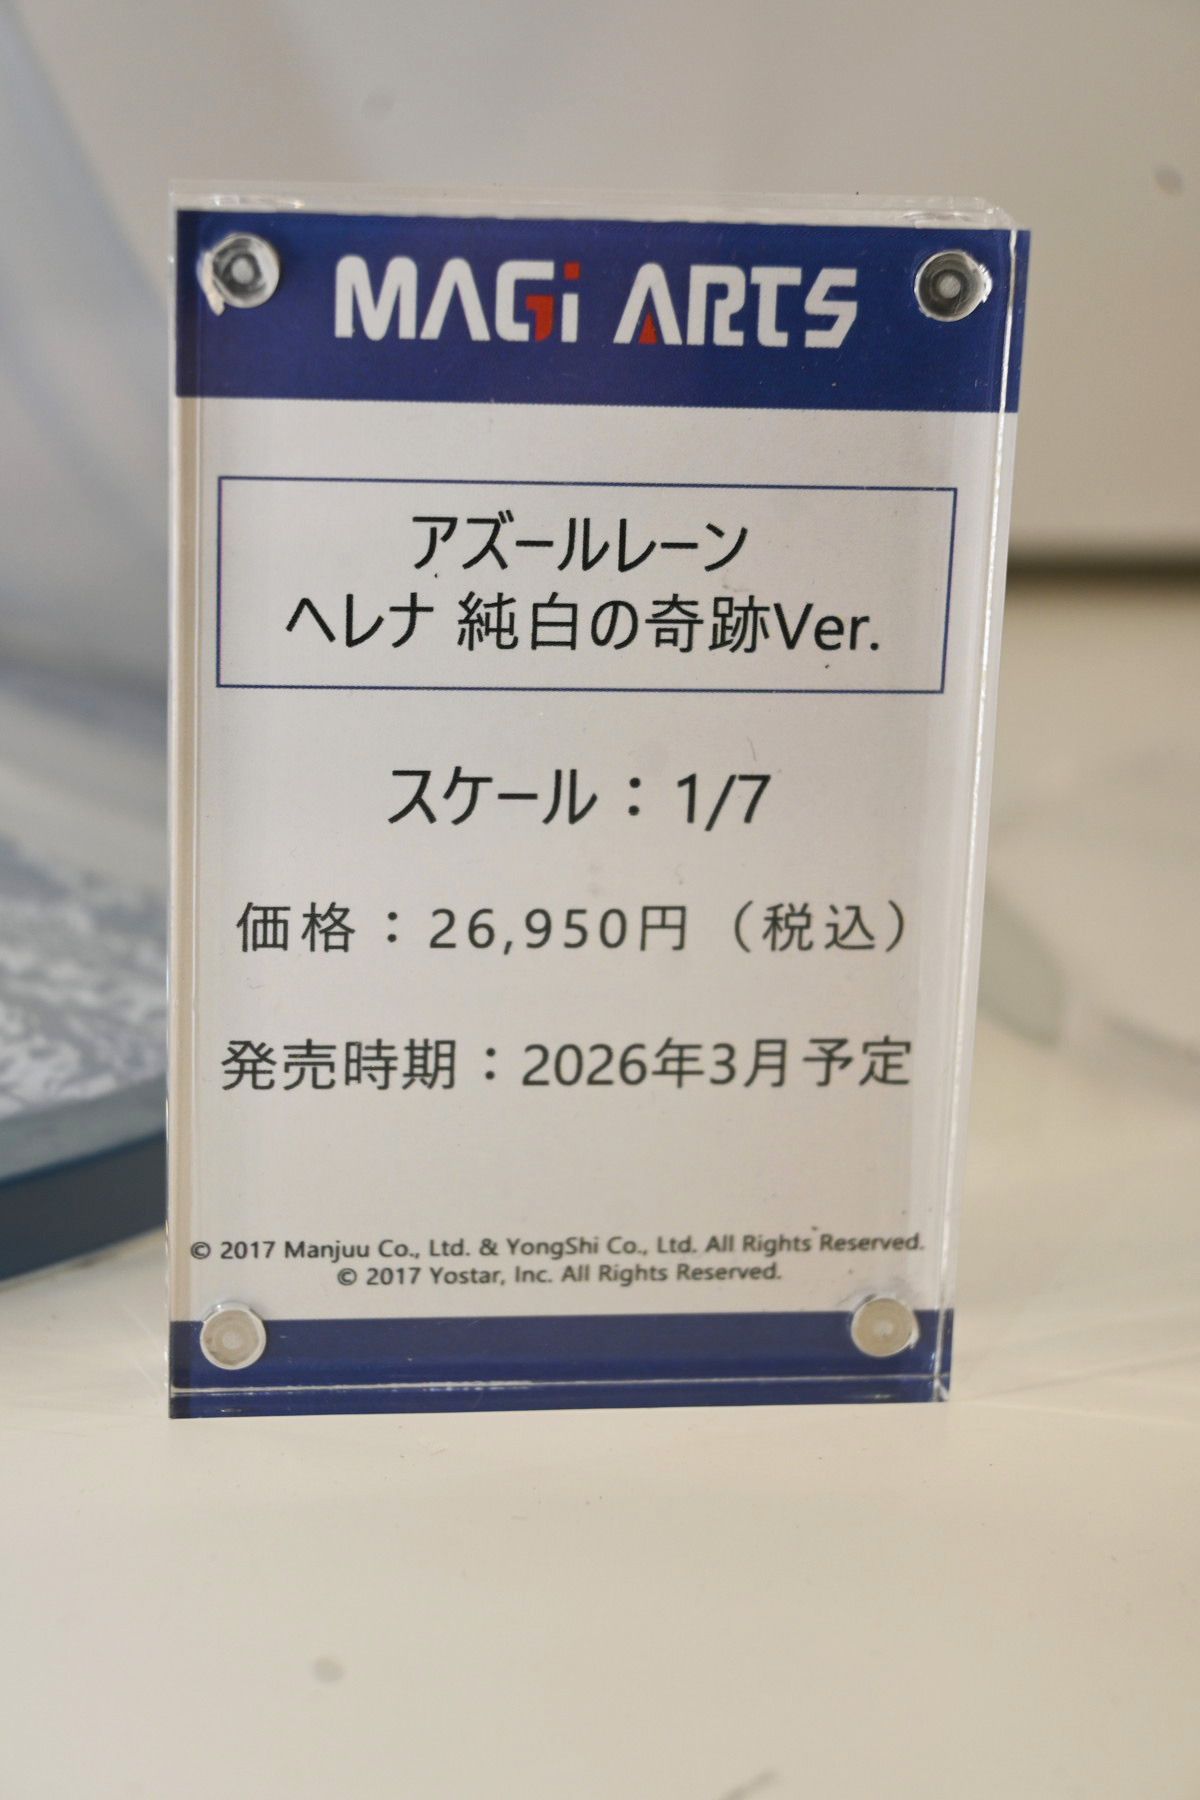 MAGi ARTS
アズールレーン
ヘレナ 純白の奇跡Ver.
スケール：1/7
価格：26,950円（税込）
発売時期：2026年3月予定
© 2017 Manjuu Co., Ltd. & YongShi Co., Ltd. All Rights Reserved.
© 2017 Yostar, Inc. All Rights Reserved.